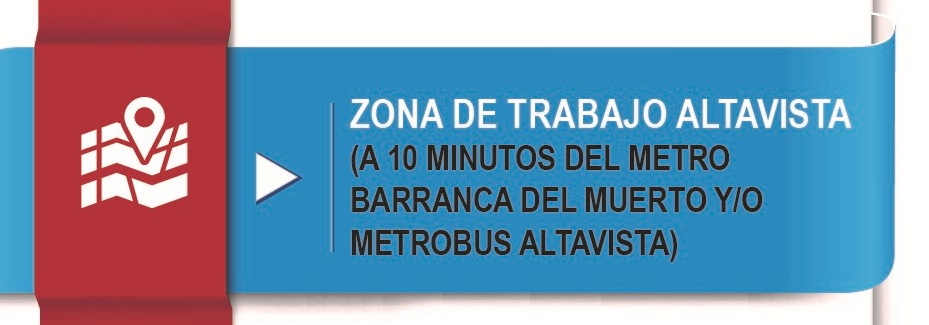 ZONA DE TRABAJO ALTAVISTA
(A 10 MINUTOS DEL METRO
BARRANCA DEL MUERTO Y/O
METROBUS ALTAVISTA)